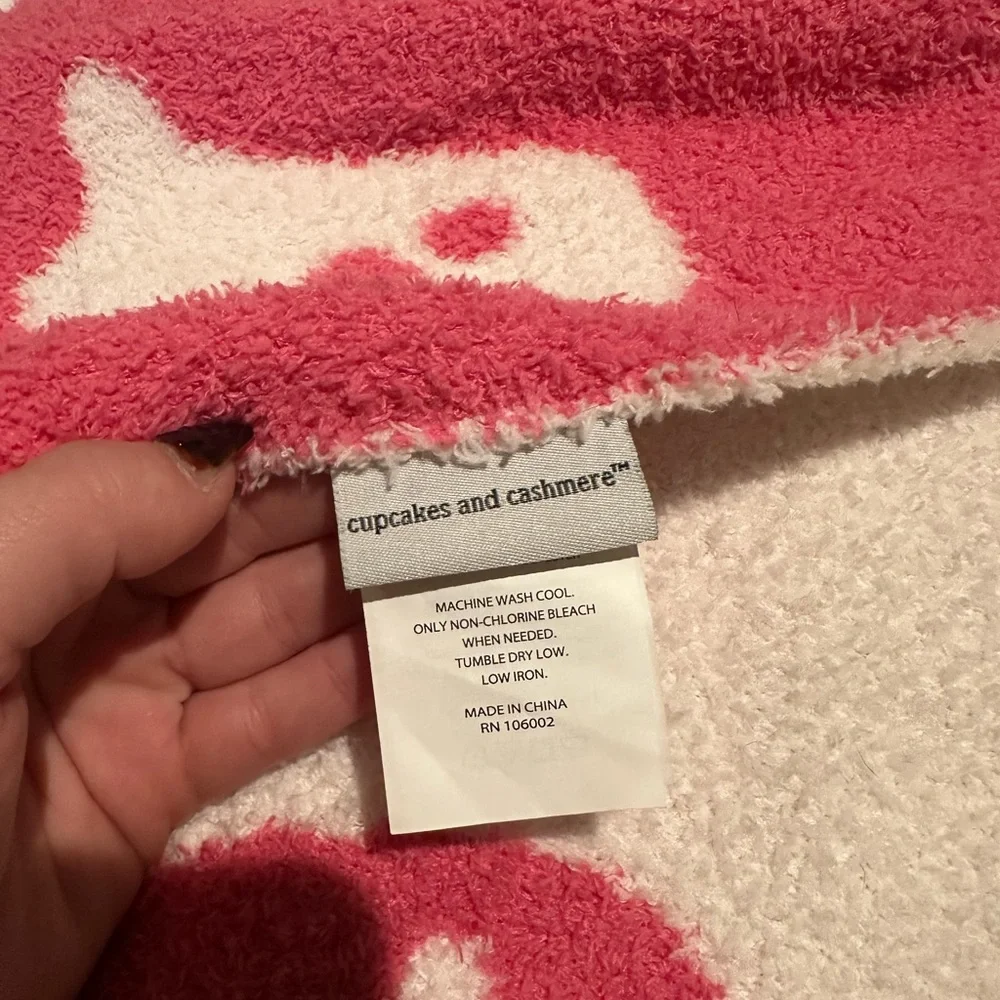 cupcakes and cashmere™
MACHINE WASH COOL.
ONLY NON-CHLORINE BLEACH
WHEN NEEDED.
TUMBLE DRY LOW.
LOW IRON.
MADE IN CHINA
RN 106002